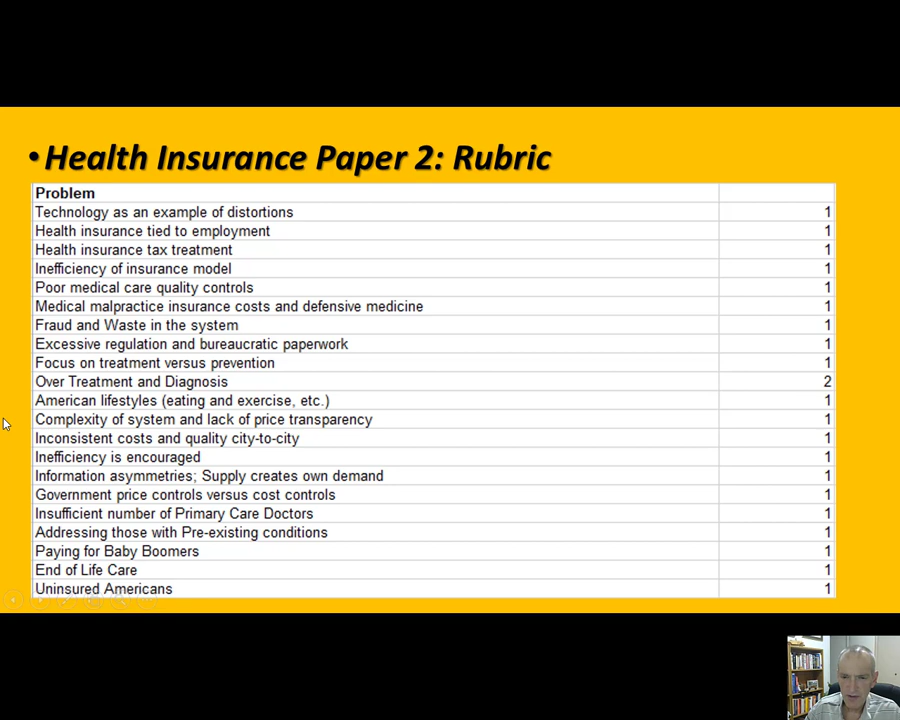 • Health Insurance Paper 2: Rubric
Problem
Technology as an example of distortions 1
Health insurance tied to employment 1
Health insurance tax treatment 1
Inefficiency of insurance model 1
Poor medical care quality controls 1
Medical malpractice insurance costs and defensive medicine 1
Fraud and Waste in the system 1
Excessive regulation and bureaucratic paperwork 1
Focus on treatment versus prevention 1
Over Treatment and Diagnosis 2
American lifestyles (eating and exercise, etc.) 1
Complexity of system and lack of price transparency 1
Inconsistent costs and quality city-to-city 1
Inefficiency is encouraged 1
Information asymmetries; Supply creates own demand 1
Government price controls versus cost controls 1
Insufficient number of Primary Care Doctors 1
Addressing those with Pre-existing conditions 1
Paying for Baby Boomers 1
End of Life Care 1
Uninsured Americans 1